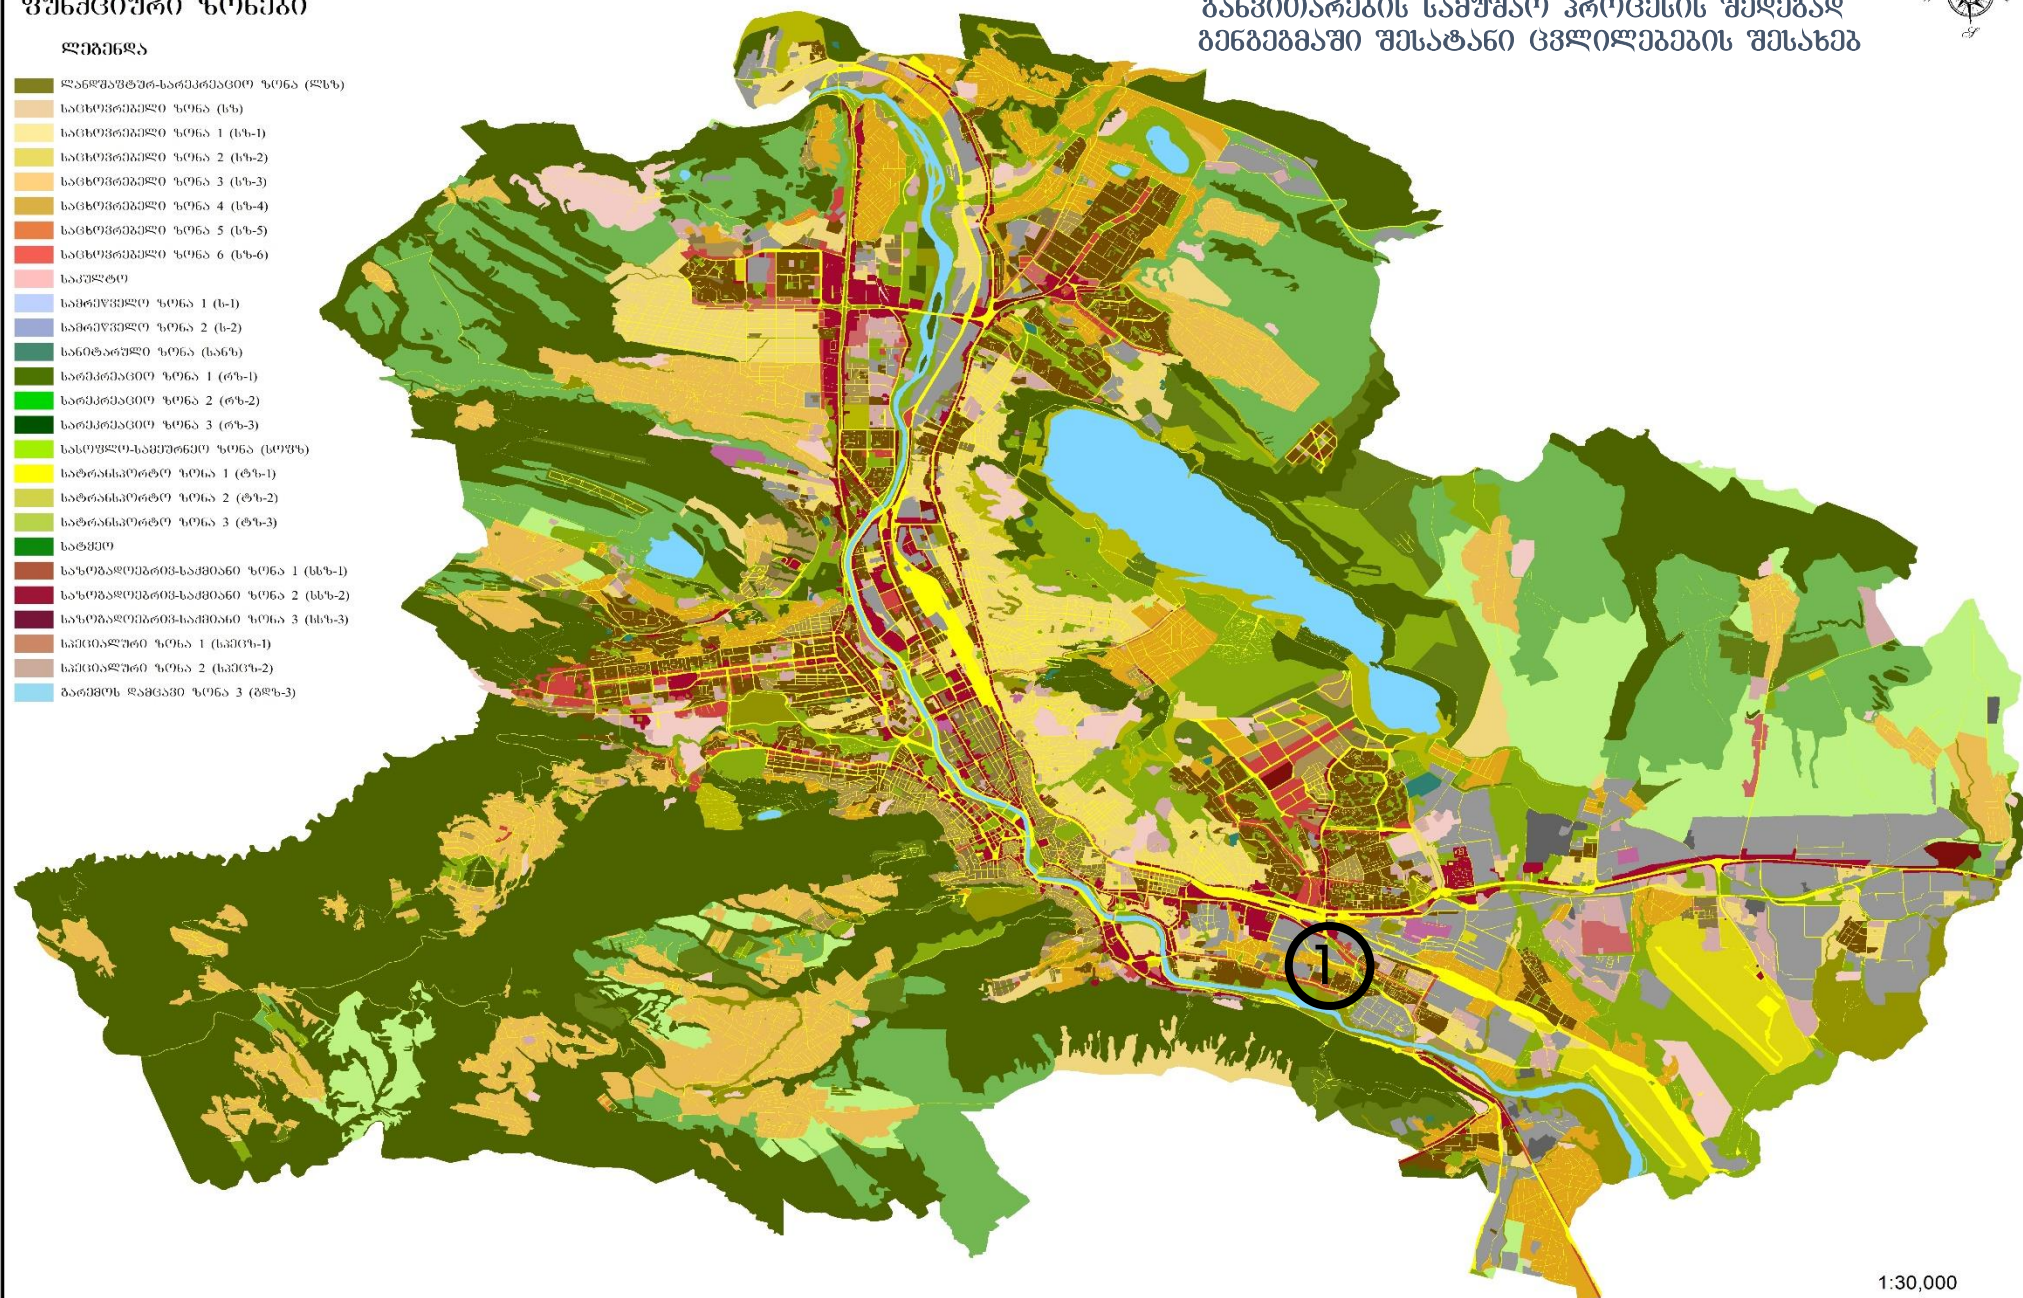 ფუნქციური ზონები
განვითარების სამუშაო პროცესის შედეგად
გენგეგმაში შესატანი ცვლილებების შესახებ
ლეგენდა
ლანდშაფტურ-სარეკრეაციო ზონა (ლსზ)
საცხოვრებელი ზონა (სზ)
საცხოვრებელი ზონა 1 (სზ-1)
საცხოვრებელი ზონა 2 (სზ-2)
საცხოვრებელი ზონა 3 (სზ-3)
საცხოვრებელი ზონა 4 (სზ-4)
საცხოვრებელი ზონა 5 (სზ-5)
საცხოვრებელი ზონა 6 (სზ-6)
საკულტო
სამრეწველო ზონა 1 (ს-1)
სამრეწველო ზონა 2 (ს-2)
სანიტარული ზონა (სანზ)
სარეკრეაციო ზონა 1 (რზ-1)
სარეკრეაციო ზონა 2 (რზ-2)
სარეკრეაციო ზონა 3 (რზ-3)
სასოფლო-სამეურნეო ზონა (სოფზ)
სატრანსპორტო ზონა 1 (ტზ-1)
სატრანსპორტო ზონა 2 (ტზ-2)
სატრანსპორტო ზონა 3 (ტზ-3)
სატყეო
საზოგადოებრივ-საქმიანი ზონა 1 (სსზ-1)
საზოგადოებრივ-საქმიანი ზონა 2 (სსზ-2)
საზოგადოებრივ-საქმიანი ზონა 3 (სსზ-3)
სპეციალური ზონა 1 (სპეცზ-1)
სპეციალური ზონა 2 (სპეცზ-2)
გარემოს დამცავი ზონა 3 (გდზ-3)
1
1:30,000